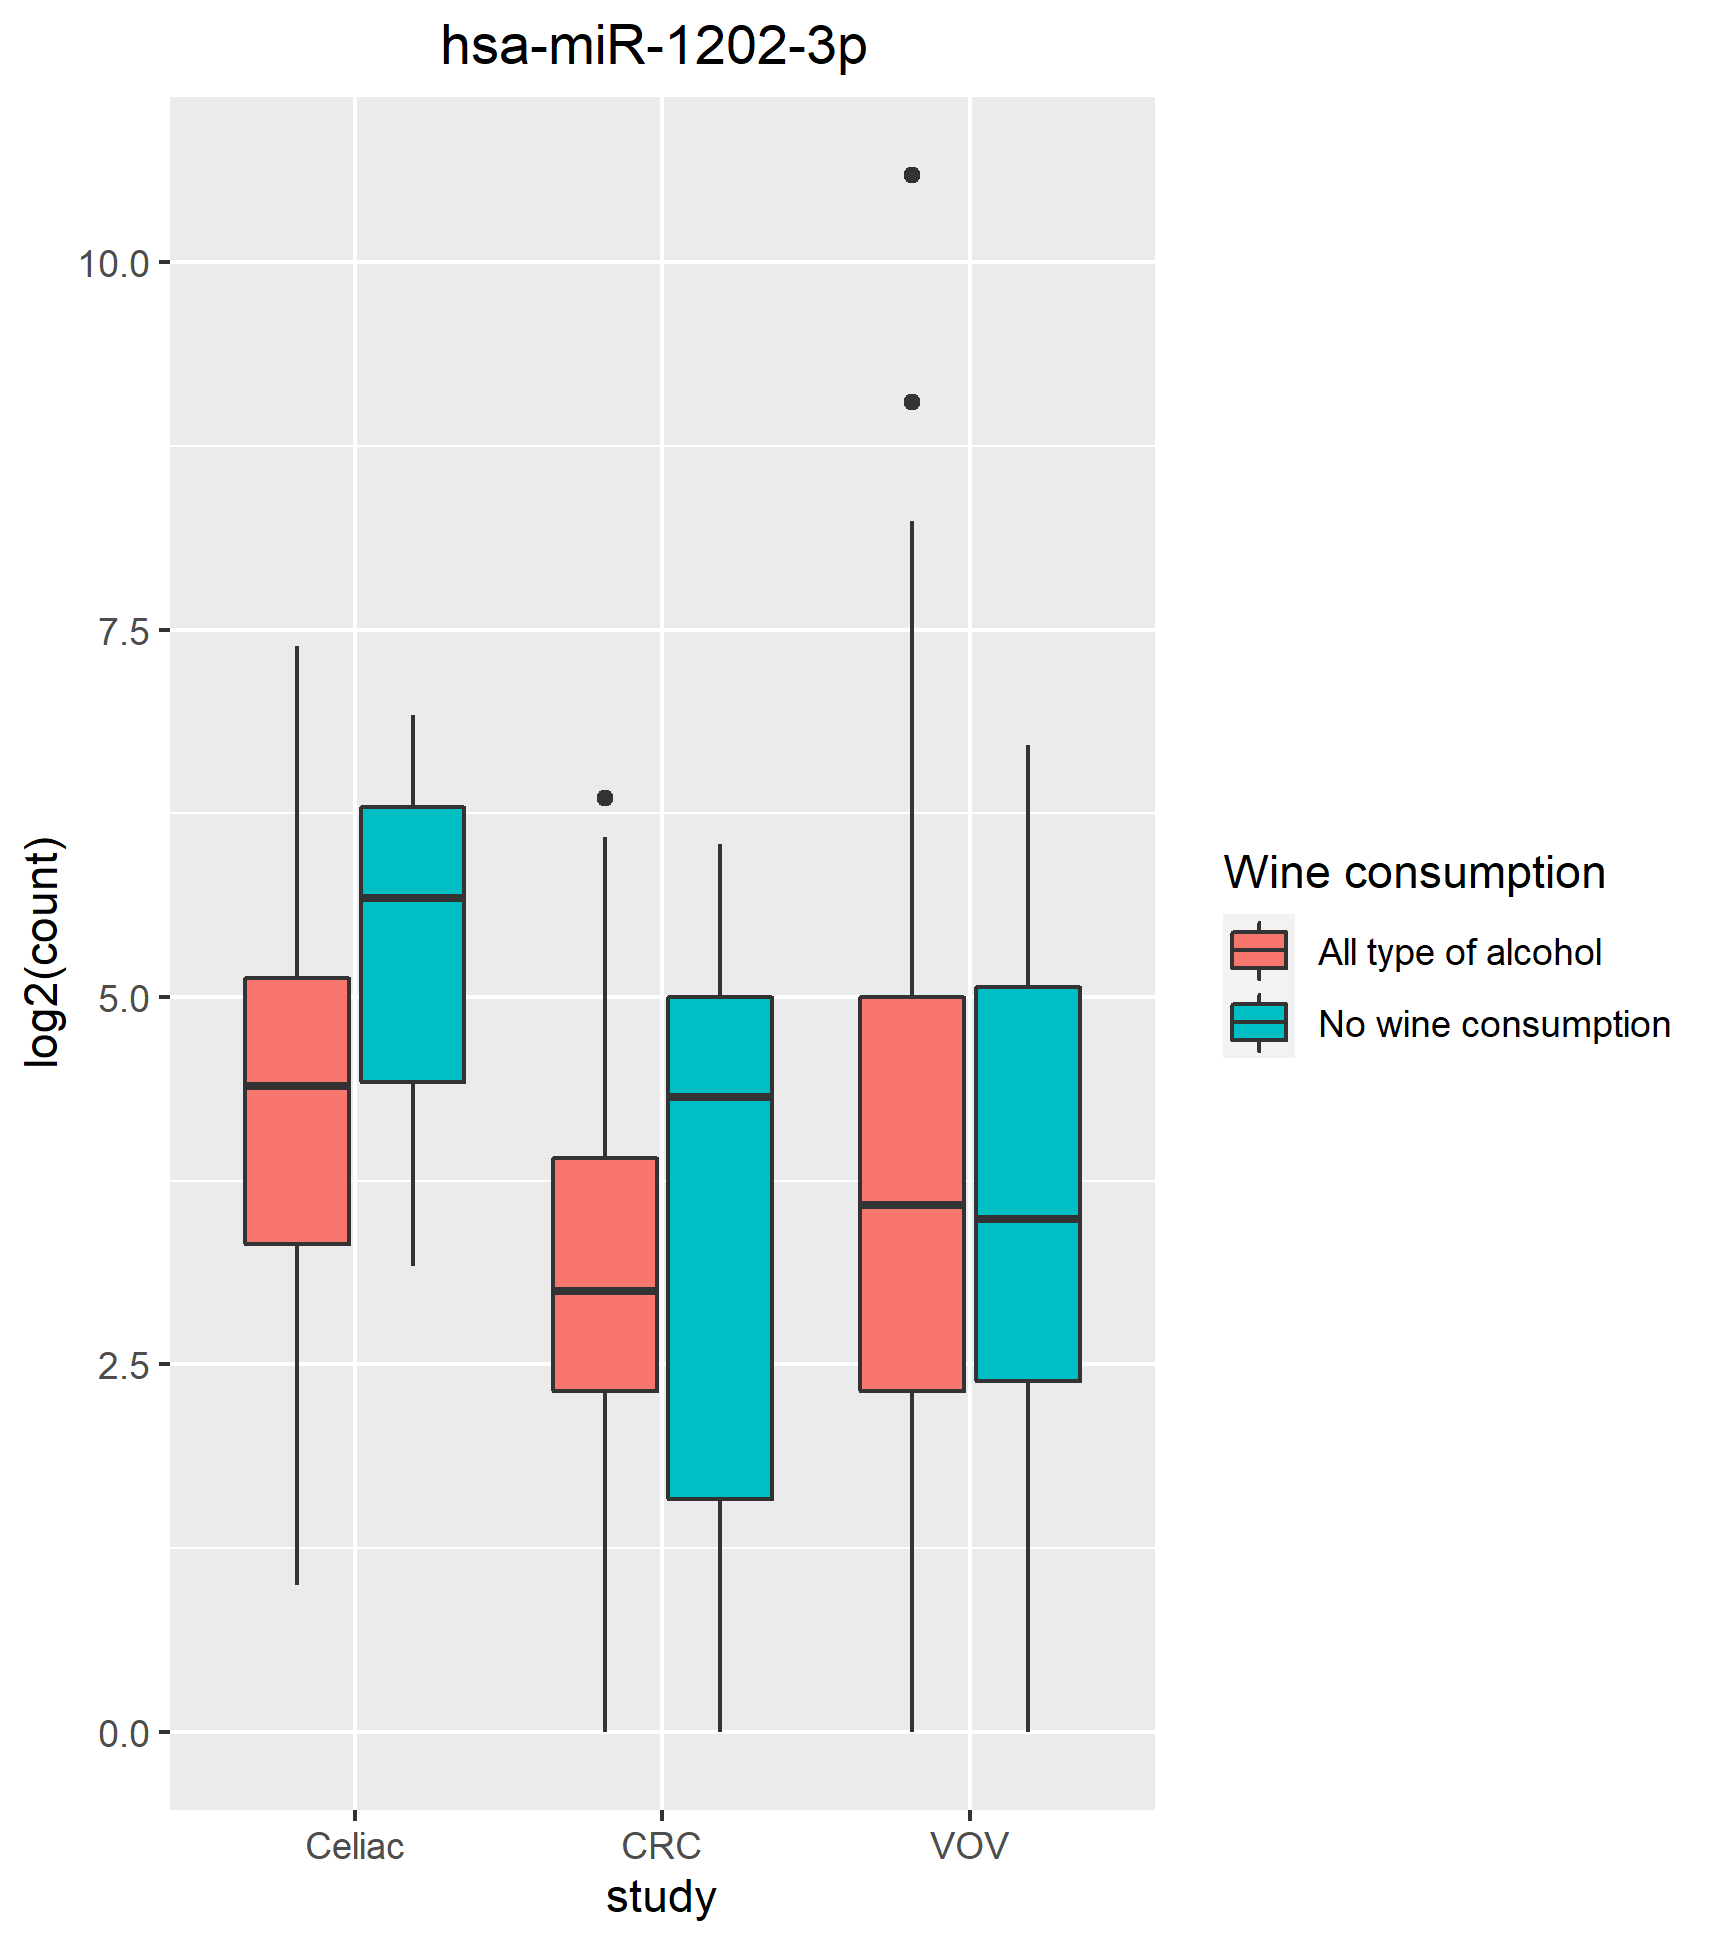 hsa-miR-1202-3p
log2(count)
10.0
7.5
5.0
2.5
0.0
Celiac
CRC
VOV
study
Wine consumption
All type of alcohol
No wine consumption